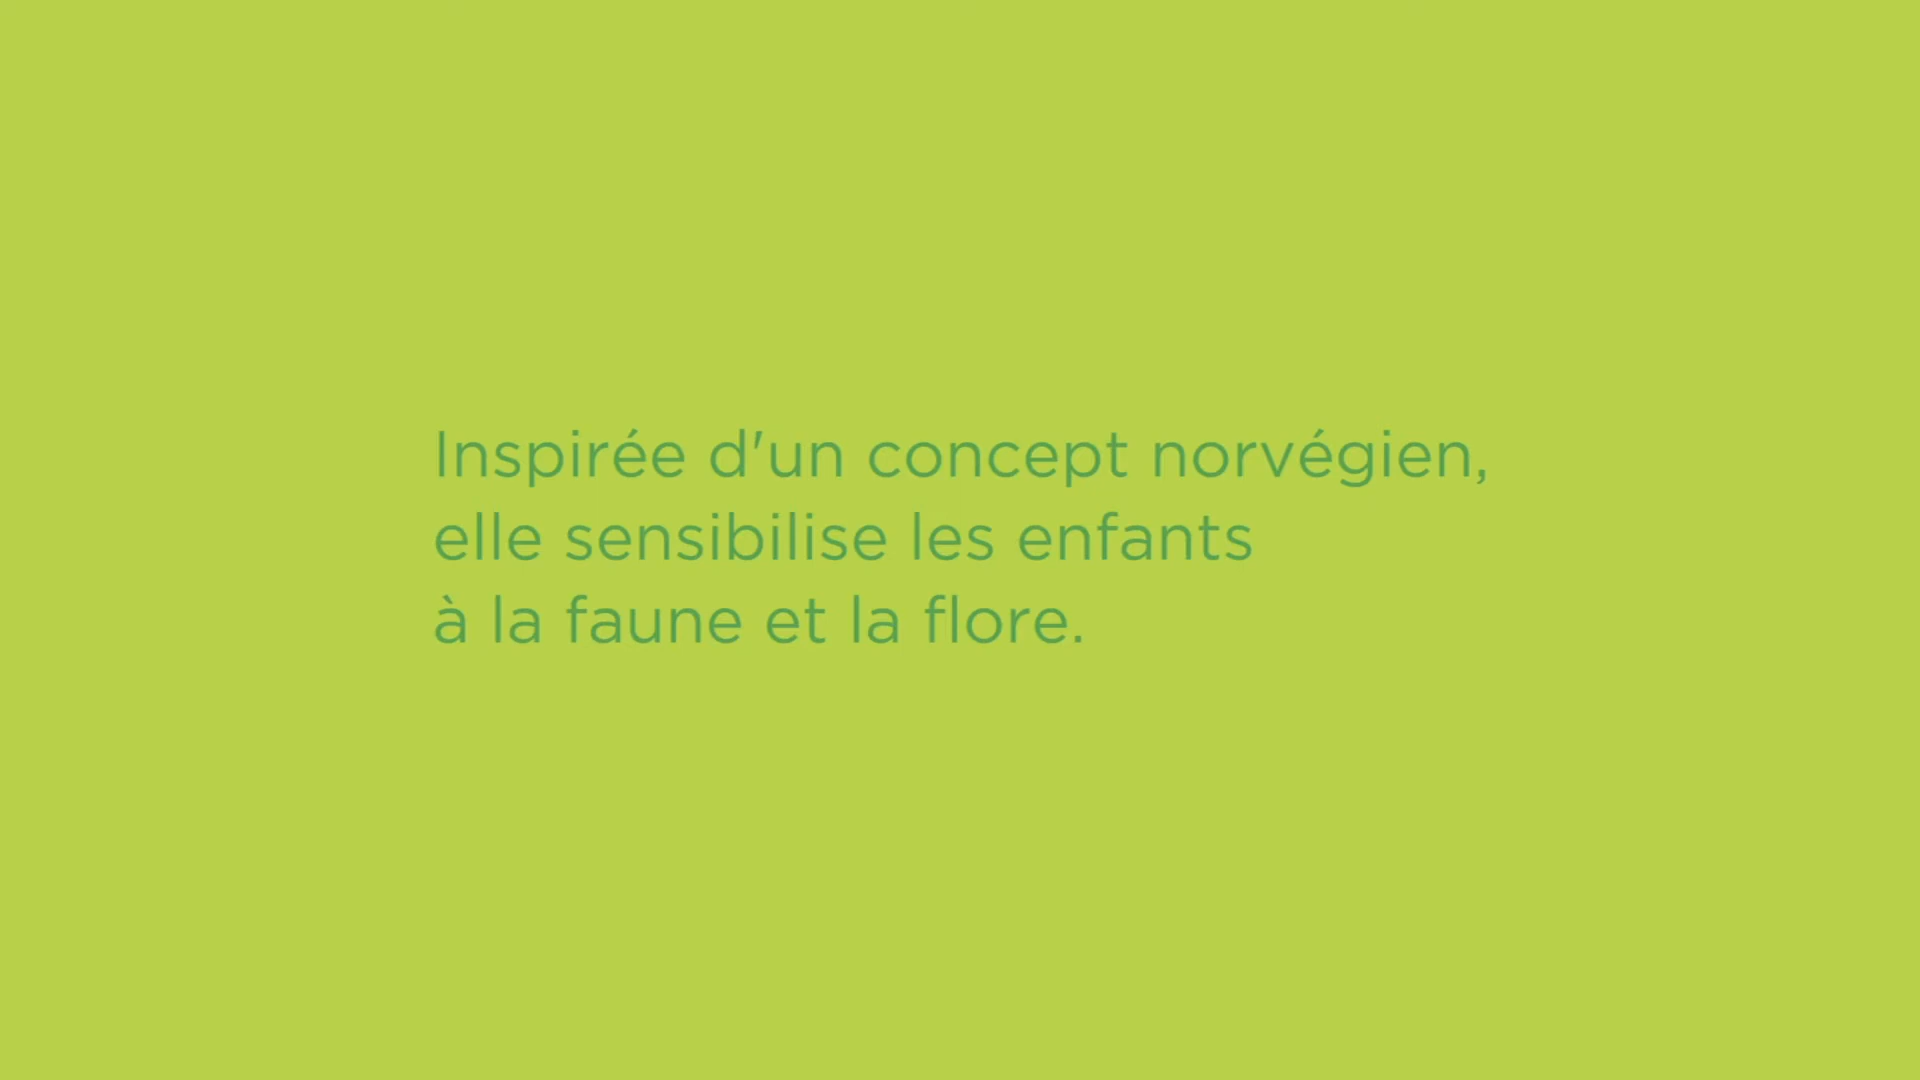 Inspirée d'un concept norvégien,
elle sensibilise les enfants
à la faune et la flore.